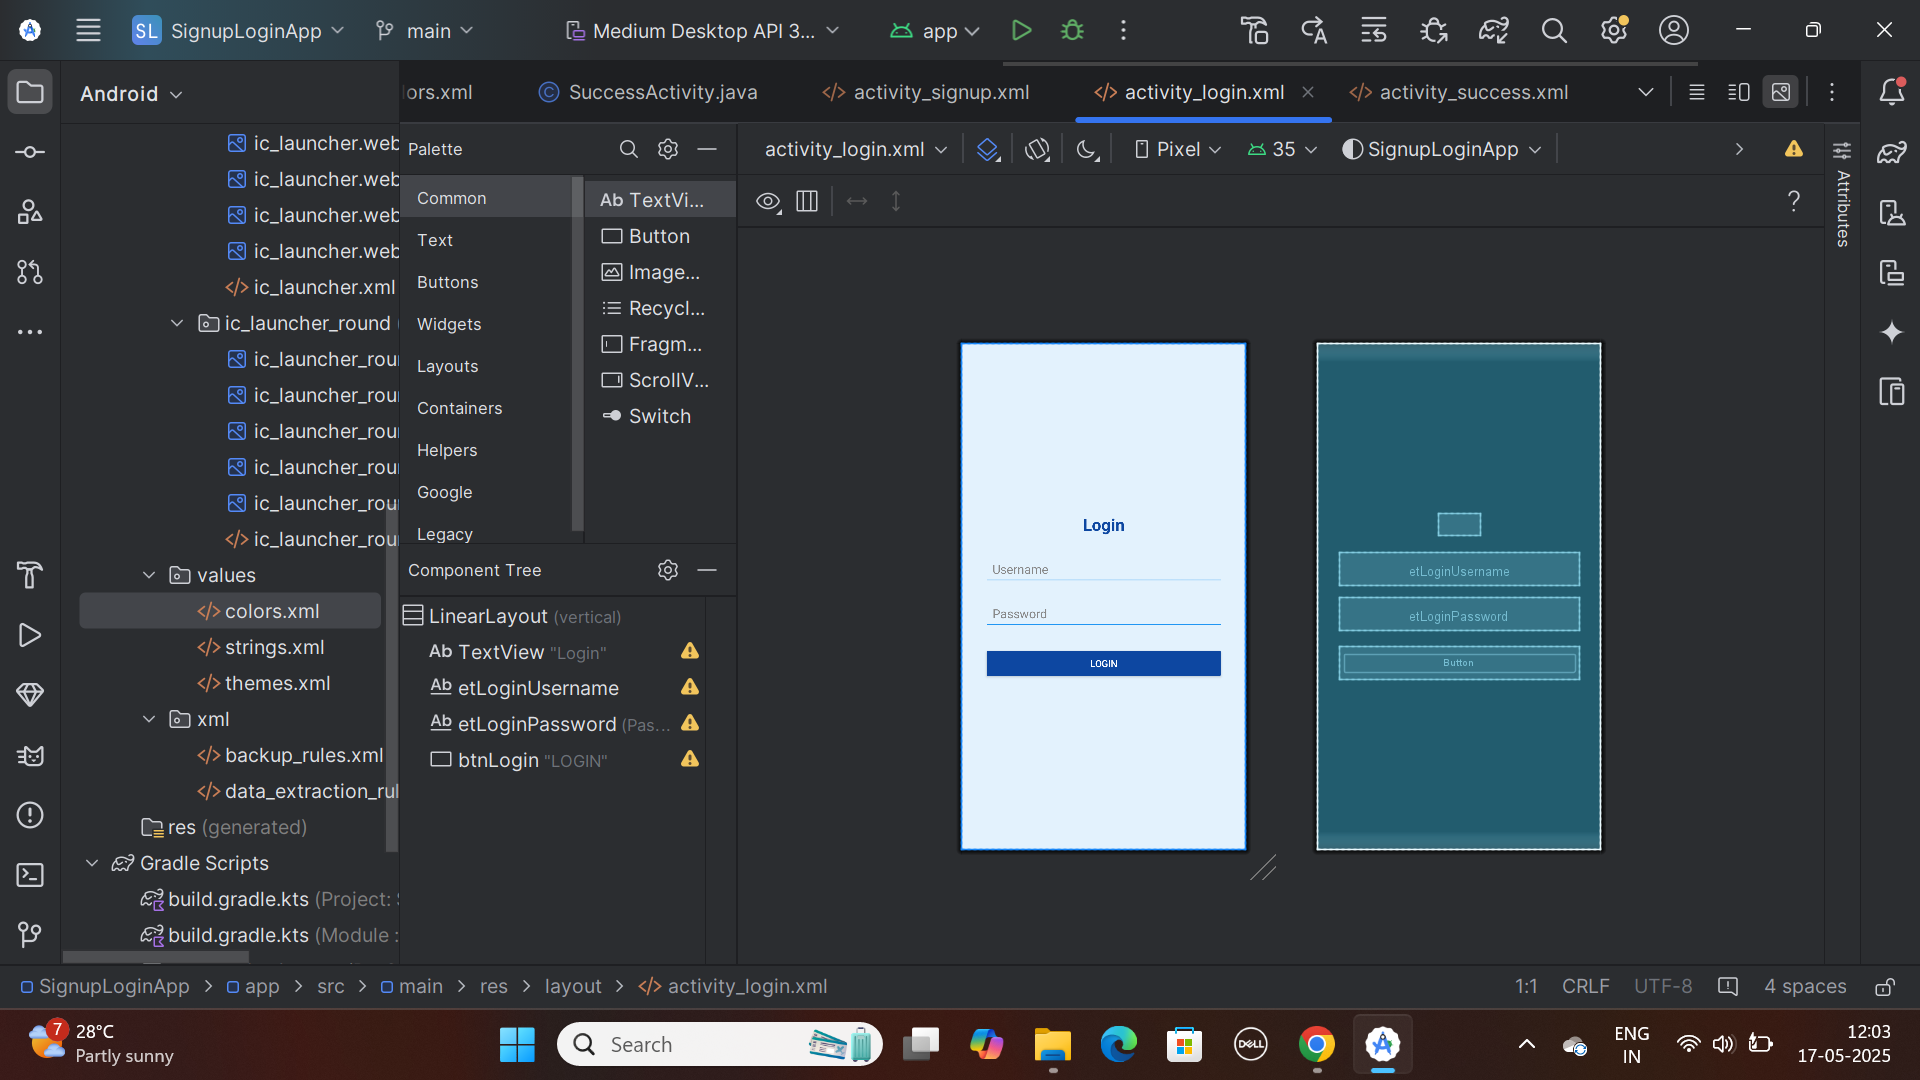 SL SignupLoginApp main Medium Desktop API 3... app
Android
ors.xml SuccessActivity.java activity_signup.xml activity_login.xml activity_success.xml
Palette
activity_login.xml Pixel 35 SignupLoginApp
Attributes
?
Common
Text
Buttons
Widgets
Layouts
Containers
Helpers
Google
Legacy
Ab TextVi...
Button
Image...
Recycl...
Fragm...
ScrollV...
Switch
ic_launcher.web
ic_launcher.web
ic_launcher.web
ic_launcher.web
</> ic_launcher.xml
ic_launcher_round
ic_launcher_rou
ic_launcher_rou
ic_launcher_rou
ic_launcher_rou
ic_launcher_rou
</> ic_launcher_rou
values
</> colors.xml
</> strings.xml
</> themes.xml
xml
</> backup_rules.xml
</> data_extraction_rul
res (generated)
Gradle Scripts
build.gradle.kts (Project:
build.gradle.kts (Module :
Component Tree
LinearLayout (vertical)
Ab TextView "Login"
Ab etLoginUsername
Ab etLoginPassword (Pas...
btnLogin "LOGIN"
Login
Username
Password
LOGIN
etLoginUsername
etLoginPassword
Button
SignupLoginApp > app > src > main > res > layout > </> activity_login.xml
1:1 CRLF UTF-8 4 spaces
7
28°C
Partly sunny
Search
DELL
ENG
IN
12:03
17-05-2025